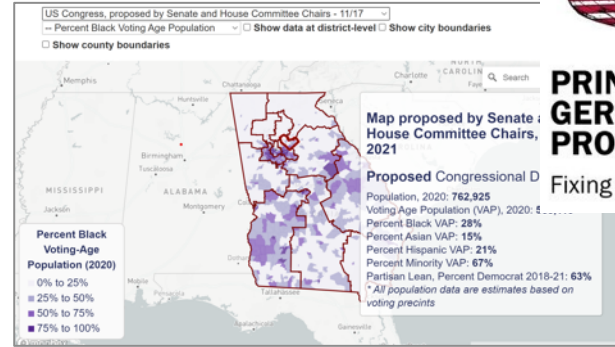 US Congress, proposed by Senate and House Committee Chairs - 11/17
-- Percent Black Voting Age Population
Show data at district-level
Show city boundaries
Show county boundaries
Search
Memphis
Chattanooga
Charlotte
Huntsville
Birmingham
Tuscaloosa
MISSISSIPPI
ALABAMA
Jackson
Montgomery
Mobile
Pensacola
Tallahassee
Gainesville
Map proposed by Senate
House Committee Chairs,
2021
Proposed Congressional D
Population, 2020: 762,925
Voting Age Population (VAP), 2020:
Percent Black VAP: 28%
Percent Asian VAP: 15%
Percent Hispanic VAP: 21%
Percent Minority VAP: 67%
Partisan Lean, Percent Democrat 2018-21: 63%
* All population data are estimates based on
voting precints
Percent Black
Voting-Age
Population (2020)
0% to 25%
25% to 50%
50% to 75%
75% to 100%
PRIN
GER
PRO
Fixing